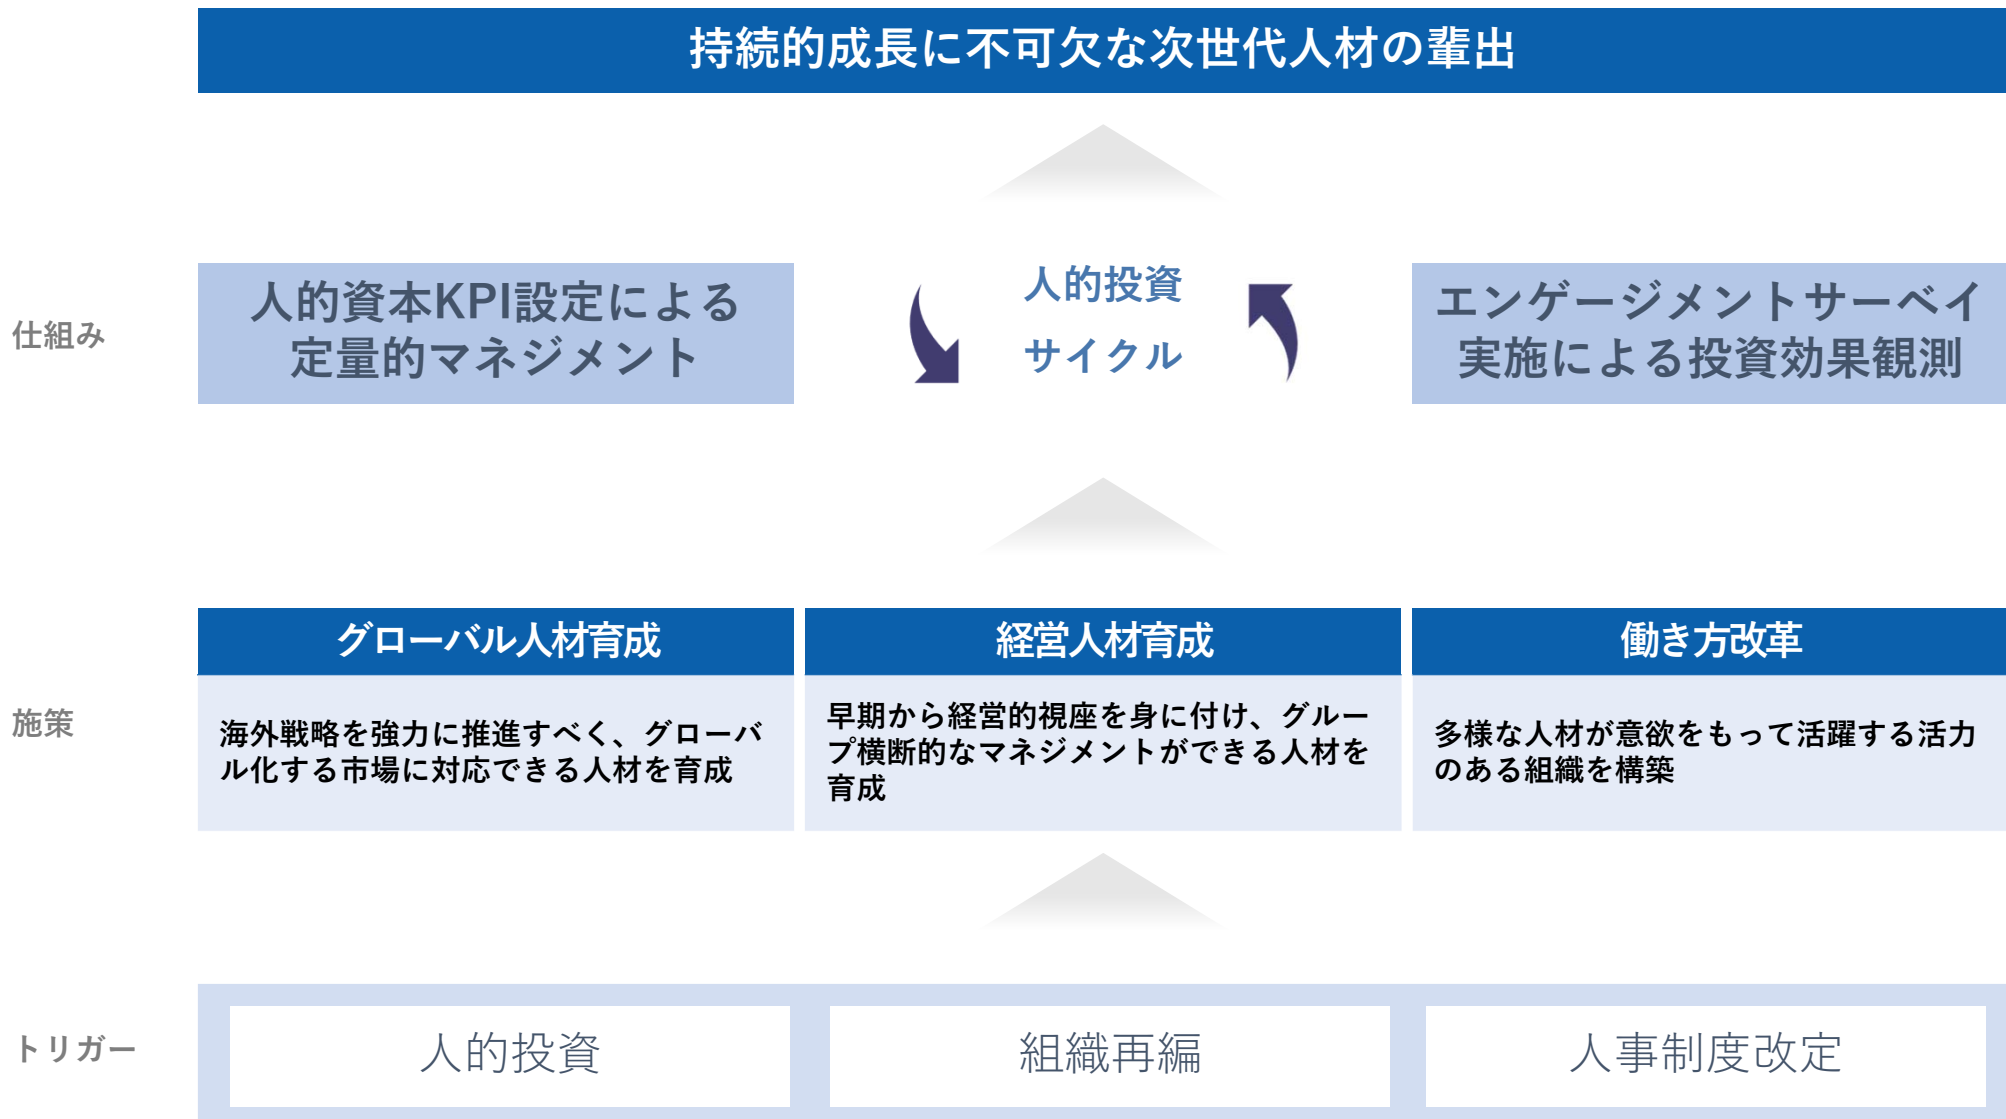 持続的成長に不可欠な次世代人材の輩出
仕組み
人的資本KPI設定による
定量的マネジメント
人的投資
サイクル
エンゲージメントサーベイ
実施による投資効果観測
施策
グローバル人材育成
海外戦略を強力に推進すべく、グローバ
ル化する市場に対応できる人材を育成
経営人材育成
早期から経営的視座を身に付け、グルー
プ横断的なマネジメントができる人材を
育成
働き方改革
多様な人材が意欲をもって活躍する活力
のある組織を構築
トリガー
人的投資
組織再編
人事制度改定